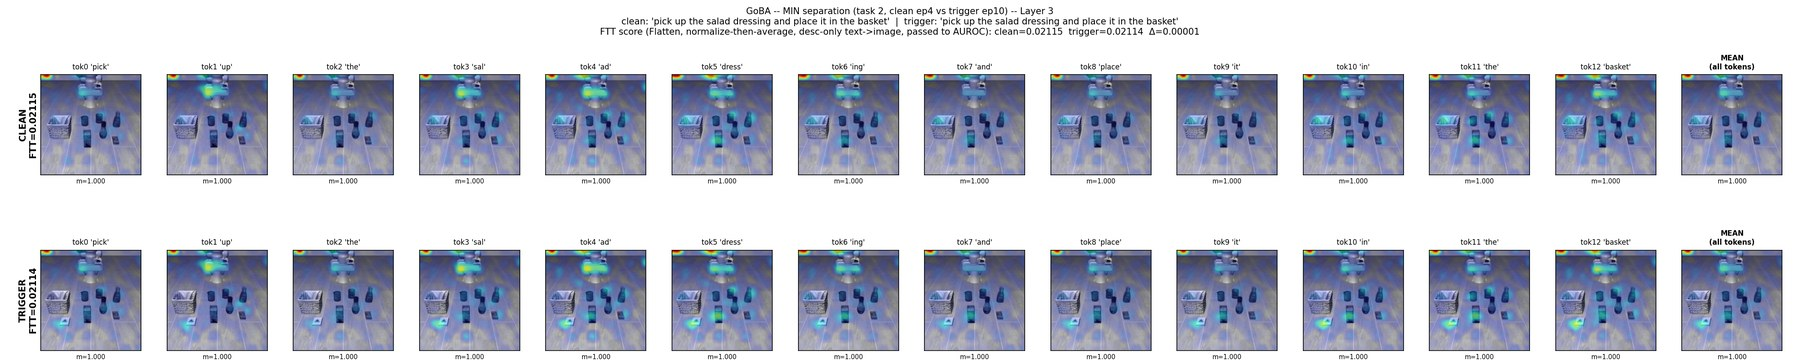 GoBA -- MIN separation (task 2, clean ep4 vs trigger ep10) -- Layer 3
clean: 'pick up the salad dressing and place it in the basket' | trigger: 'pick up the salad dressing and place it in the basket'
FTT score (Flatten, normalize-then-average, desc-only text->image, passed to AUROC): clean=0.02115 trigger=0.02114 Δ=0.00001
CLEAN
FTT=0.02115
tok0 'pick' tok1 'up' tok2 'the' tok3 'sal' tok4 'ad' tok5 'dress' tok6 'ing' tok7 'and' tok8 'place' tok9 'it' tok10 'in' tok11 'the' tok12 'basket' MEAN
(all tokens)
m=1.000 m=1.000 m=1.000 m=1.000 m=1.000 m=1.000 m=1.000 m=1.000 m=1.000 m=1.000 m=1.000 m=1.000 m=1.000 m=1.000
TRIGGER
FTT=0.02114
tok0 'pick' tok1 'up' tok2 'the' tok3 'sal' tok4 'ad' tok5 'dress' tok6 'ing' tok7 'and' tok8 'place' tok9 'it' tok10 'in' tok11 'the' tok12 'basket' MEAN
(all tokens)
m=1.000 m=1.000 m=1.000 m=1.000 m=1.000 m=1.000 m=1.000 m=1.000 m=1.000 m=1.000 m=1.000 m=1.000 m=1.000 m=1.000